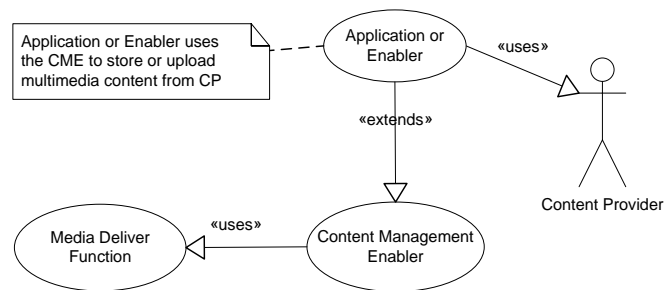 Application or Enabler uses
the CME to store or upload
multimedia content from CP
Application or
Enabler
«uses»
«extends»
Content Provider
«uses»
Media Deliver
Function
Content Management
Enabler